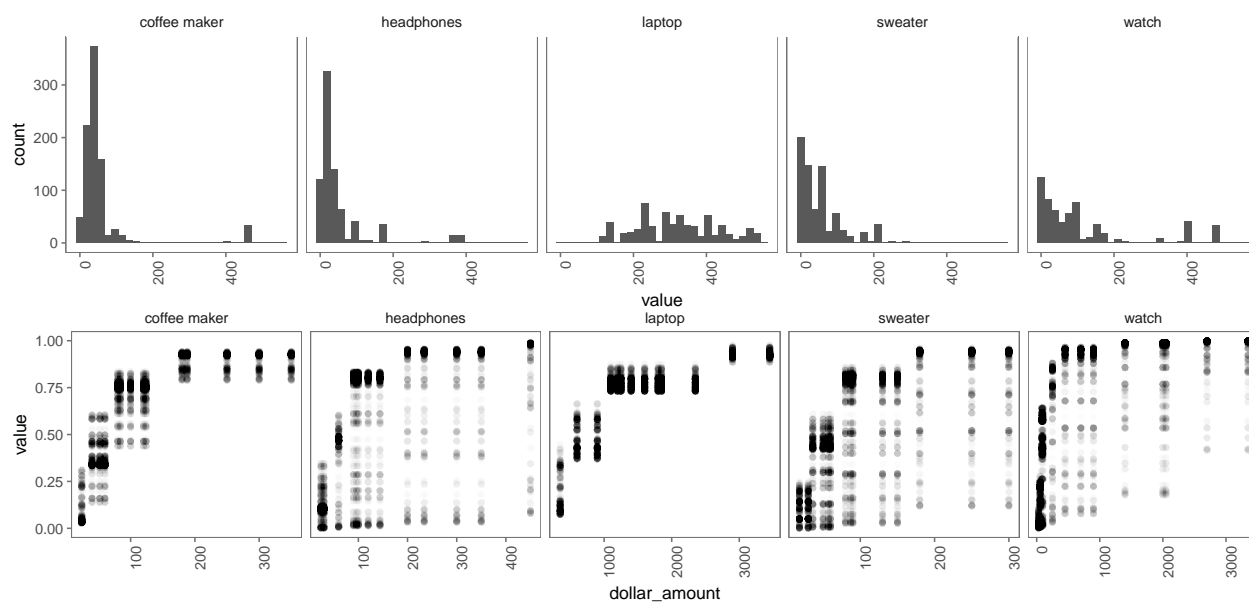 coffee maker headphones laptop sweater watch
count
300
200
100
0
0 200 400 0 200 400 0 200 400 0 200 400 0 200 400
value
coffee maker headphones laptop sweater watch
value
1.00
0.75
0.50
0.25
0.00
100 200 300 100 200 300 400 1000 3000 100 200 300 0 1000 3000
dollar_amount